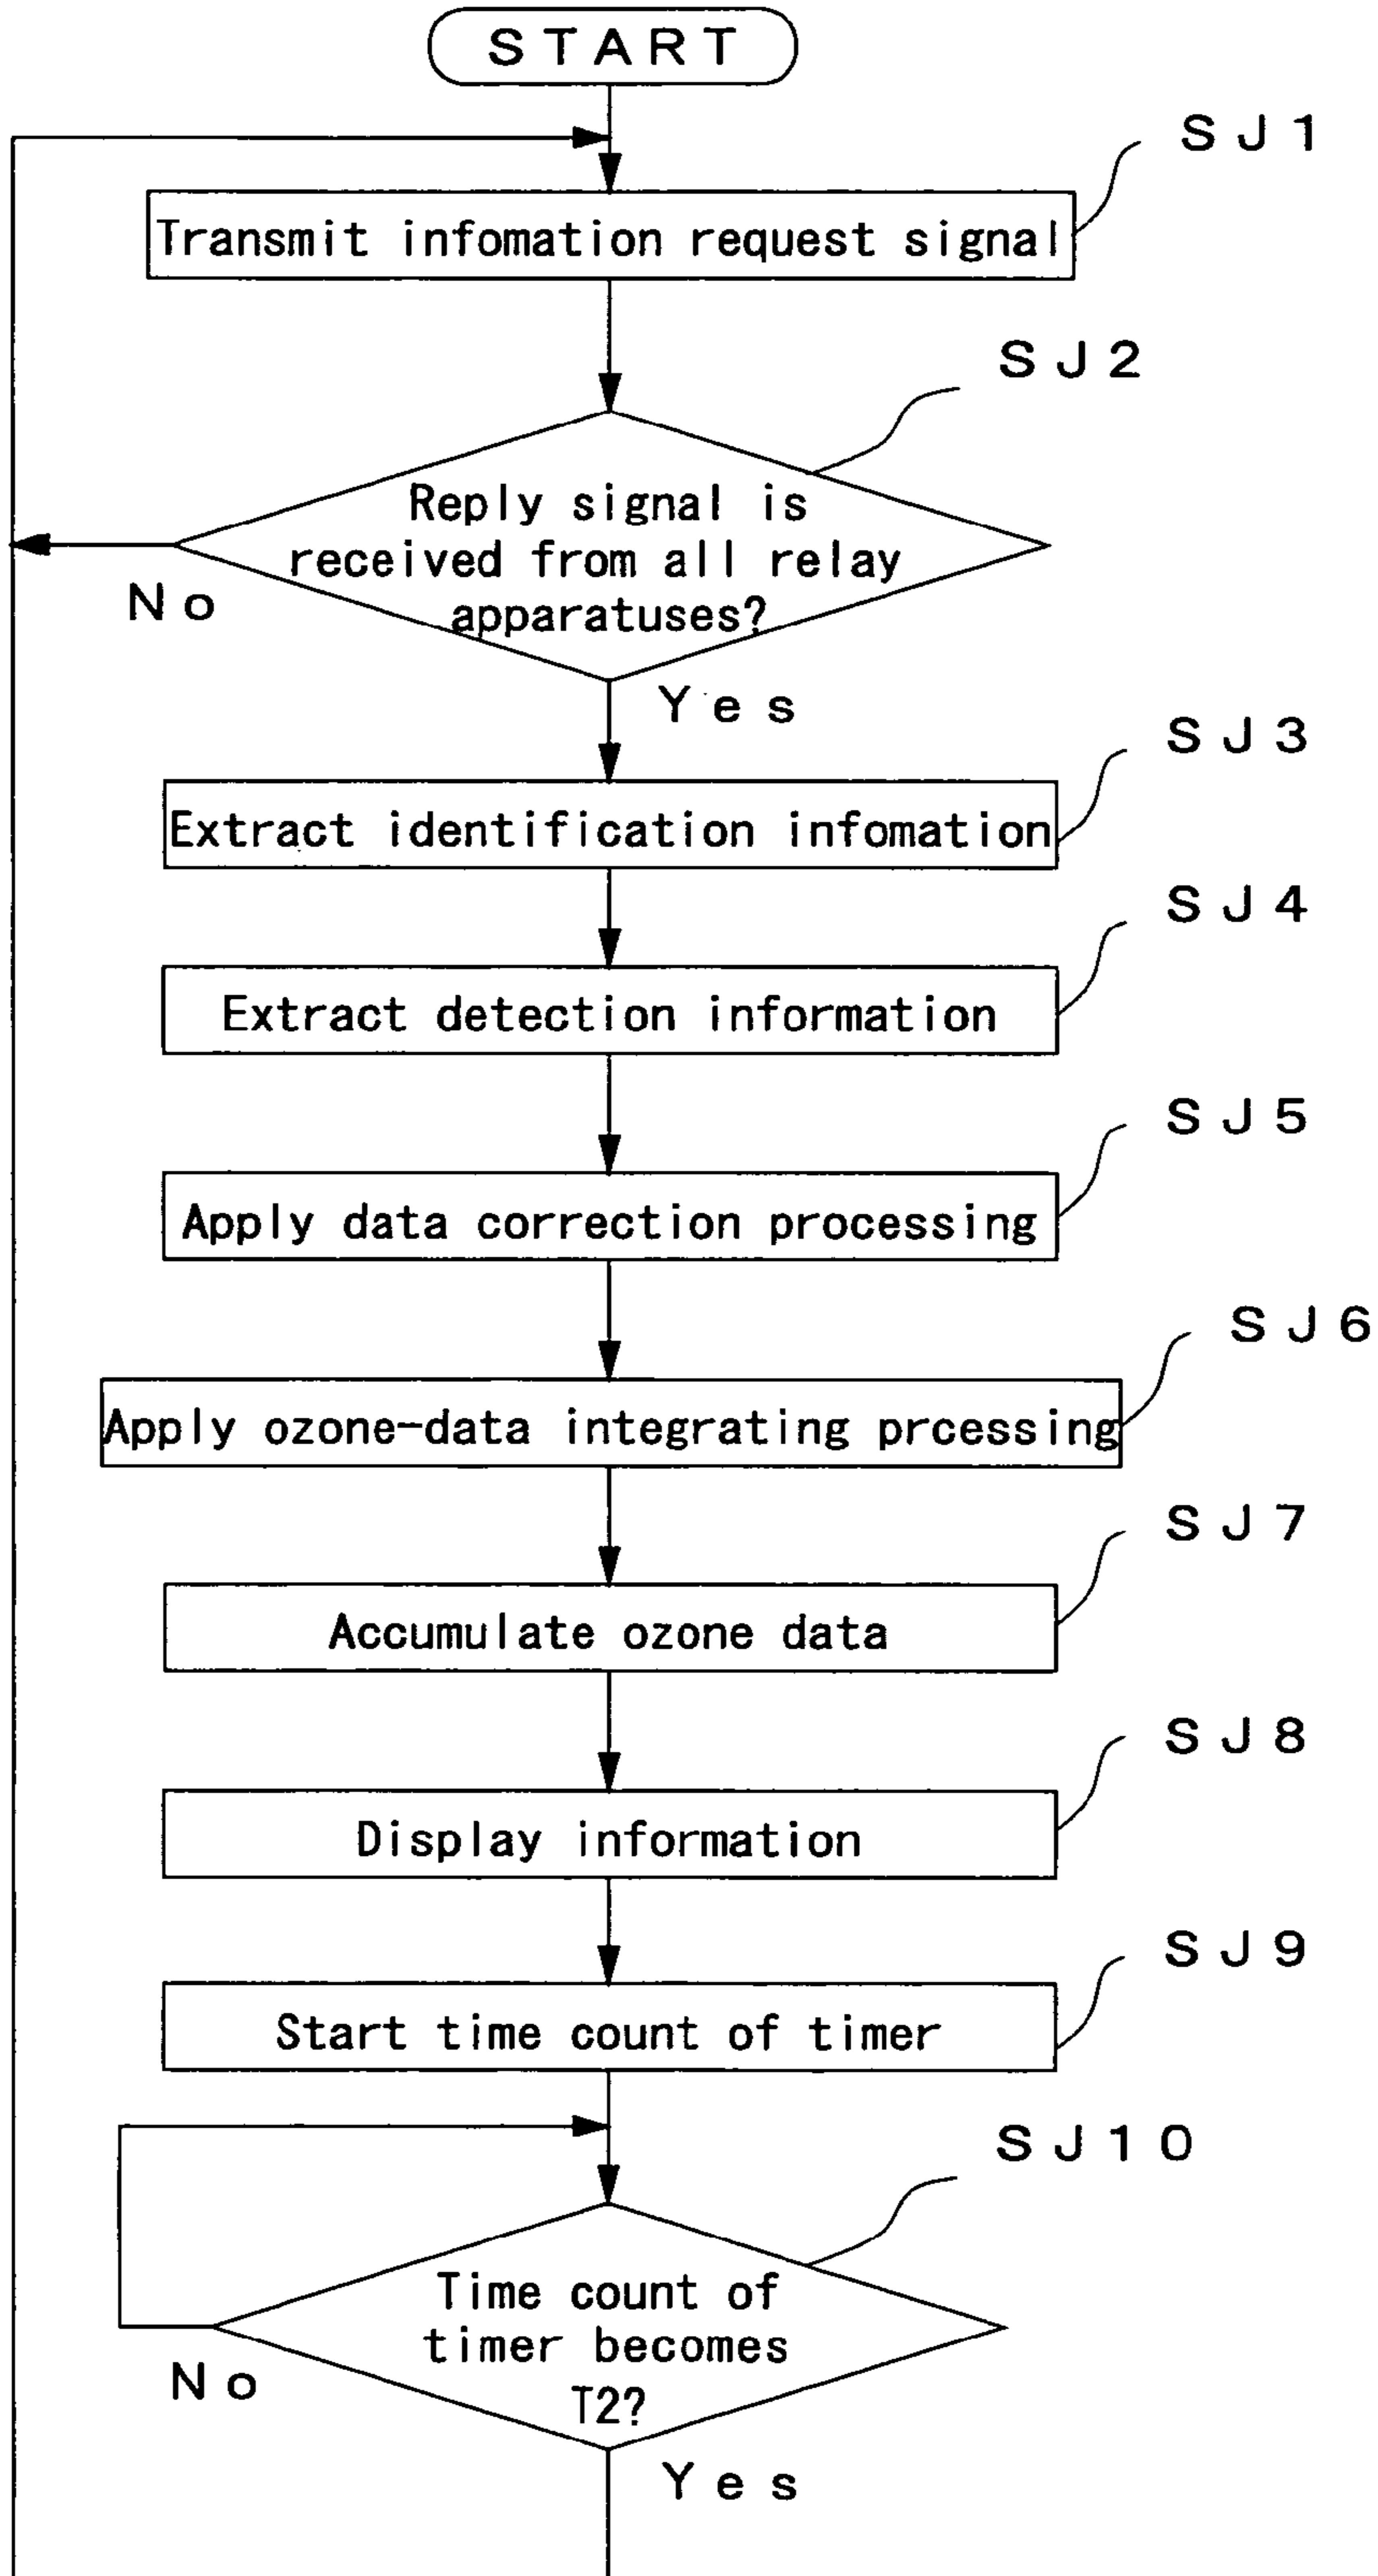 START
SJ1
Transmit infomation request signal
SJ2
Reply signal is
received from all relay
apparatuses?
No
Yes
SJ3
Extract identification infomation
SJ4
Extract detection information
SJ5
Apply data correction processing
SJ6
Apply ozone-data integrating prcessing
SJ7
Accumulate ozone data
SJ8
Display information
SJ9
Start time count of timer
SJ10
Time count of
timer becomes
T2?
No
Yes